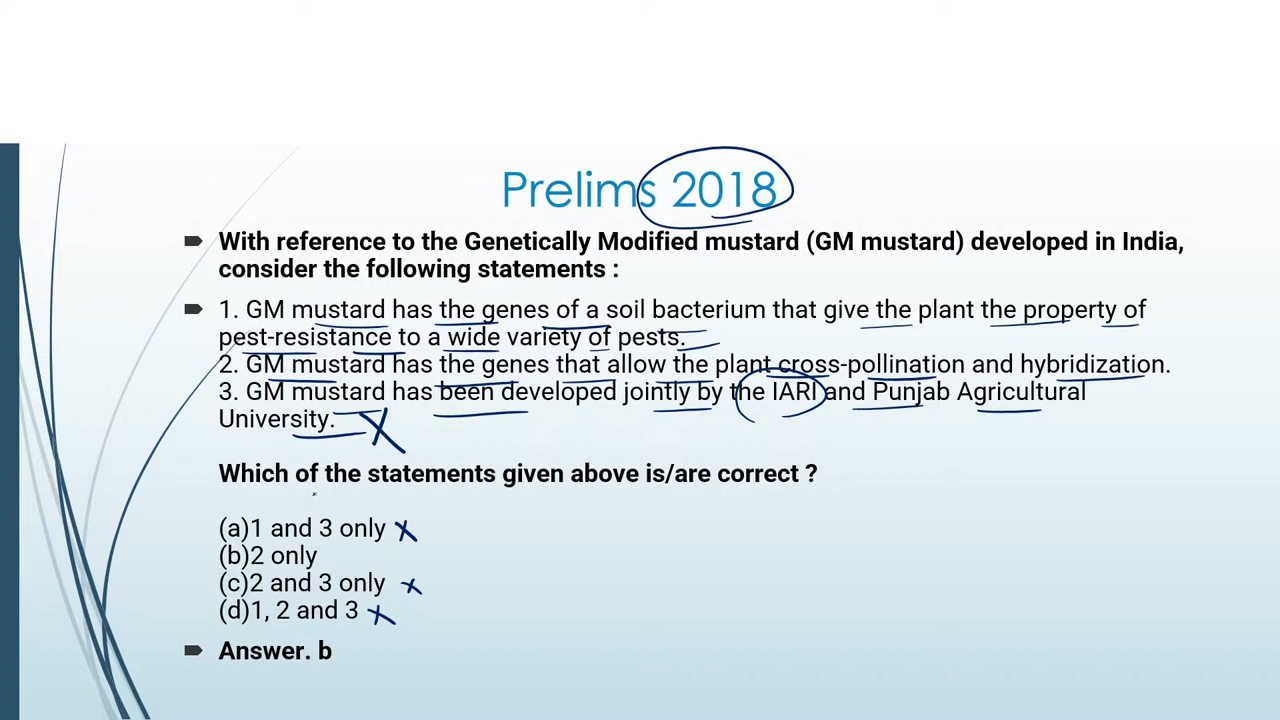 Prelims 2018
With reference to the Genetically Modified mustard (GM mustard) developed in India,
consider the following statements :
1. GM mustard has the genes of a soil bacterium that give the plant the property of
pest-resistance to a wide variety of pests.
2. GM mustard has the genes that allow the plant cross-pollination and hybridization.
3. GM mustard has been developed jointly by the IARI and Punjab Agricultural
University.
Which of the statements given above is/are correct ?
(a)1 and 3 only
(b)2 only
(c)2 and 3 only
(d)1, 2 and 3
Answer. b